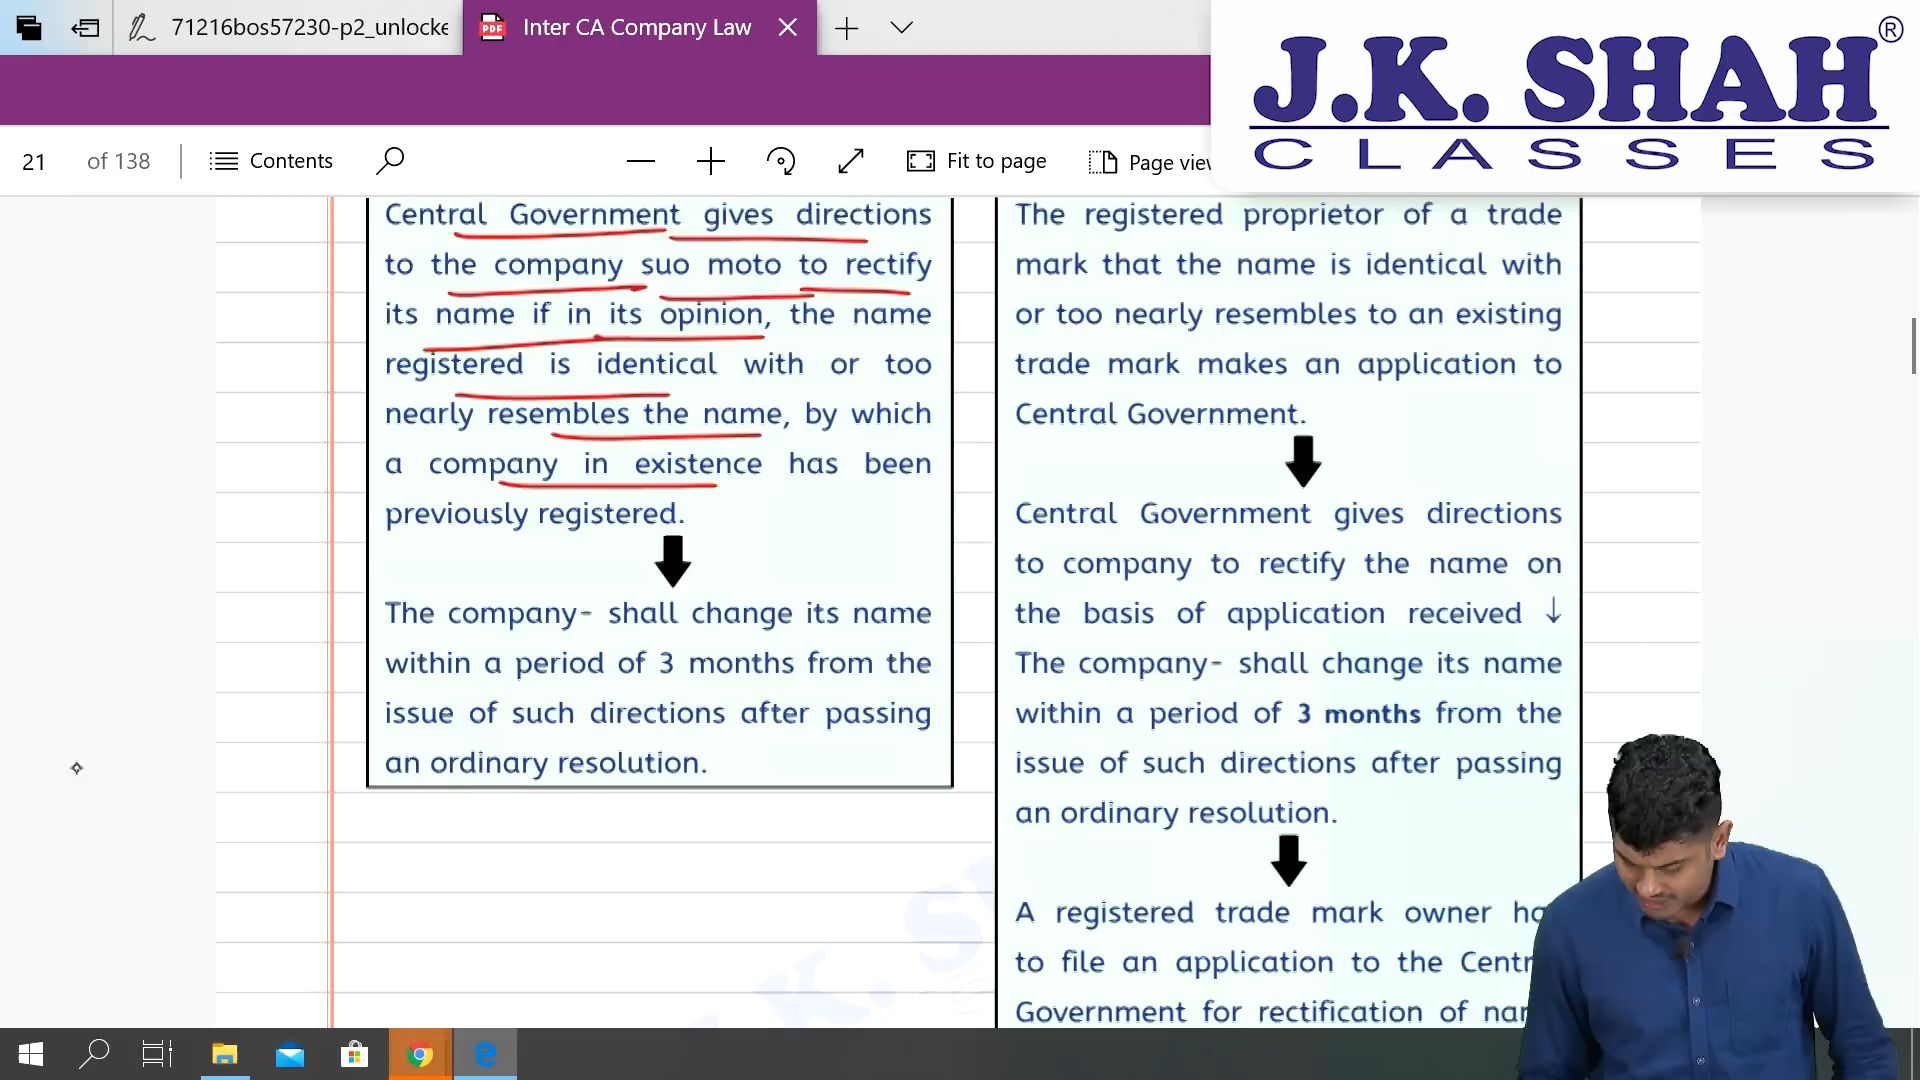 71216bos57230-p2_unlocke
Inter CA Company Law
J.K. SHAH®
CLASSES
21 of 138
Contents
Fit to page
Page view
Central Government gives directions
to the company suo moto to rectify
its name if in its opinion, the name
registered is identical with or too
nearly resembles the name, by which
a company in existence has been
previously registered.
The company- shall change its name
within a period of 3 months from the
issue of such directions after passing
an ordinary resolution.
The registered proprietor of a trade
mark that the name is identical with
or too nearly resembles to an existing
trade mark makes an application to
Central Government.
Central Government gives directions
to company to rectify the name on
the basis of application received ↓
The company- shall change its name
within a period of 3 months from the
issue of such directions after passing
an ordinary resolution.
A registered trade mark owner
to file an application to the
Government for rectification of
J.K. S